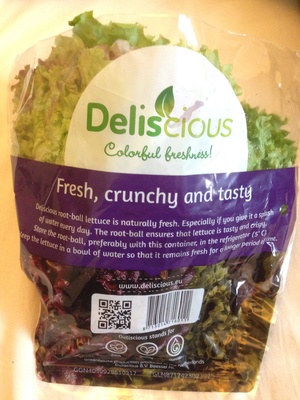 Deliscious
Colorful freshness!
Fresh, crunchy and tasty
Deliscious root-ball lettuce is naturally fresh. Especially if you give it a splash
of water every day. The root-ball ensures that lettuce is tasty and crispy.
Store the root-ball, preferably with this container, in the refrigerator (5° C)
keep the lettuce in a bowl of water so that it remains fresh for a longer period of time.
www.deliscious.eu
Deliscious stands for
Deliscious B.V. Beesel